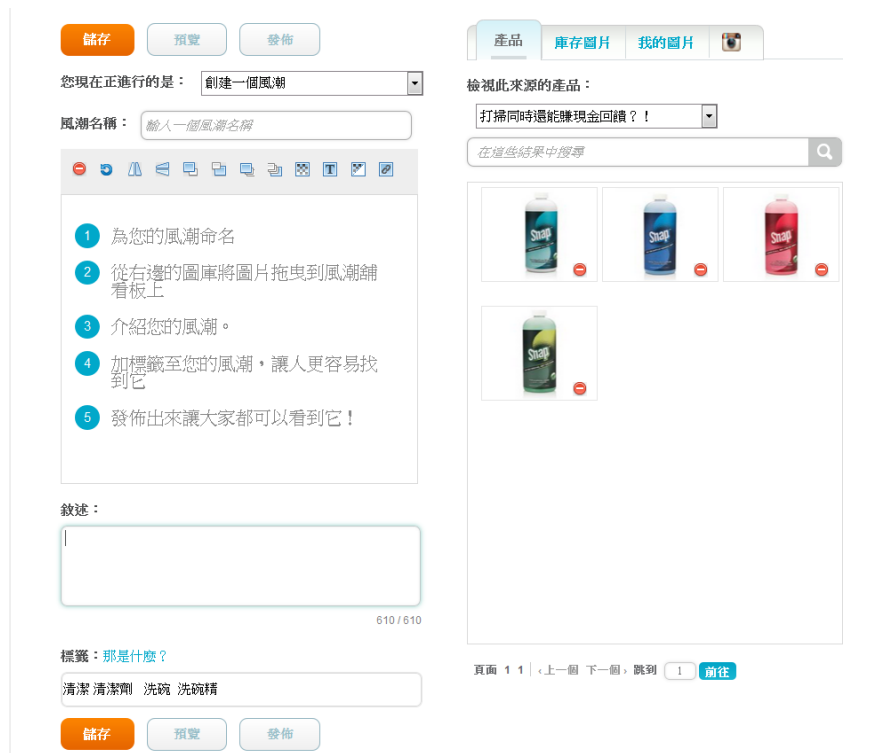 儲存 預覽 發佈
您現在正進行的是： 創建一個風潮
風潮名稱： 輸入一個風潮名稱
T
1 為您的風潮命名
2 從右邊的圖庫將圖片拖曳到風潮舖
看板上
3 介紹您的風潮。
4 加標籤至您的風潮，讓人更容易找
到它
5 發佈出來讓大家都可以看到它！
敘述：
610 / 610
標籤：那是什麼？
清潔 清潔劑 洗碗 洗碗精
儲存 預覽 發佈
產品 庫存圖片 我的圖片
檢視此來源的產品：
打掃同時還能賺現金回饋？！
在這些結果中搜尋
Snap Snap Snap
Snap
頁面 1 1 ‹上一個 下一個› 跳到 1 前往